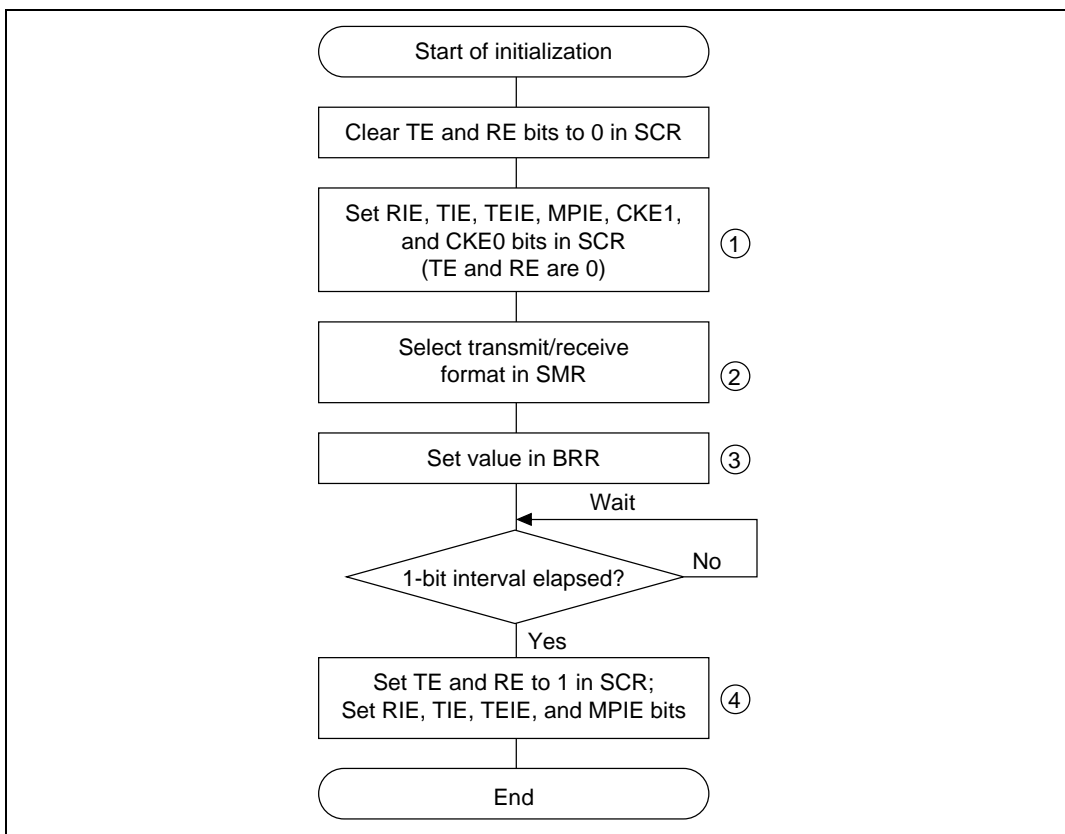 Start of initialization
Clear TE and RE bits to 0 in SCR
Set RIE, TIE, TEIE, MPIE, CKE1,
and CKE0 bits in SCR
(TE and RE are 0)
1
Select transmit/receive
format in SMR
2
Set value in BRR
3
Wait
1-bit interval elapsed?
No
Yes
Set TE and RE to 1 in SCR;
Set RIE, TIE, TEIE, and MPIE bits
4
End